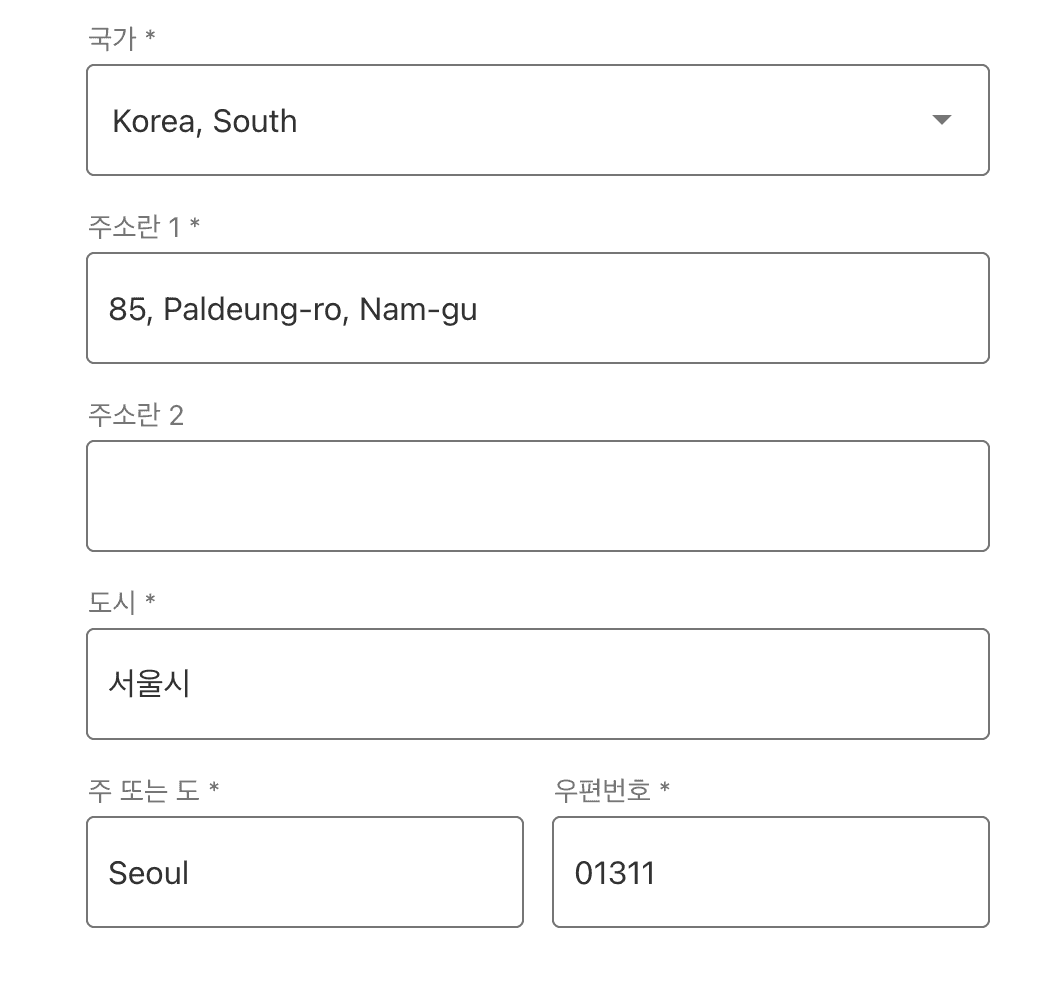 국가 *
Korea, South
주소란 1 *
85, Paldeung-ro, Nam-gu
주소란 2
도시 *
서울시
주 또는 도 *
우편번호 *
Seoul
01311